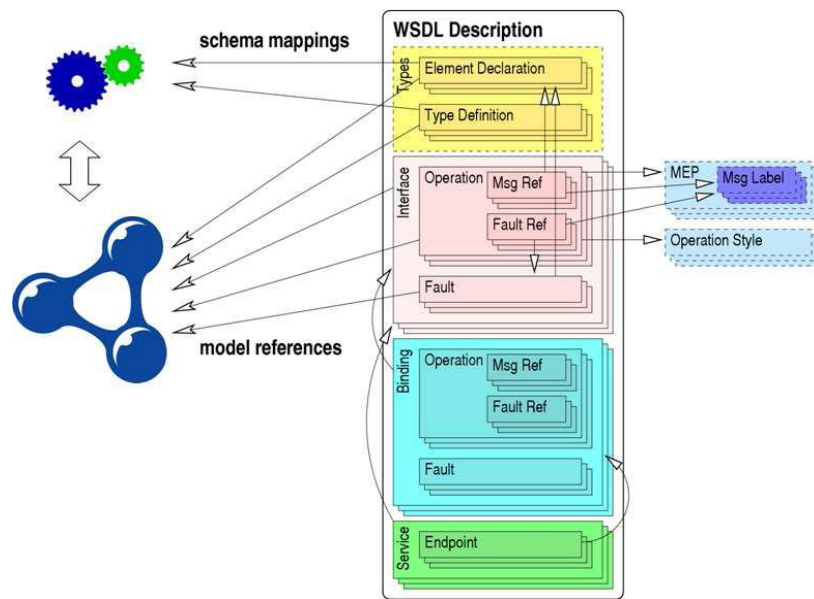 WSDL Description
schema mappings
Types
Element Declaration
Type Definition
Interface
Operation
Msg Ref
Fault Ref
Fault
MEP
Msg Label
Operation Style
model references
Binding
Operation
Msg Ref
Fault Ref
Fault
Service
Endpoint